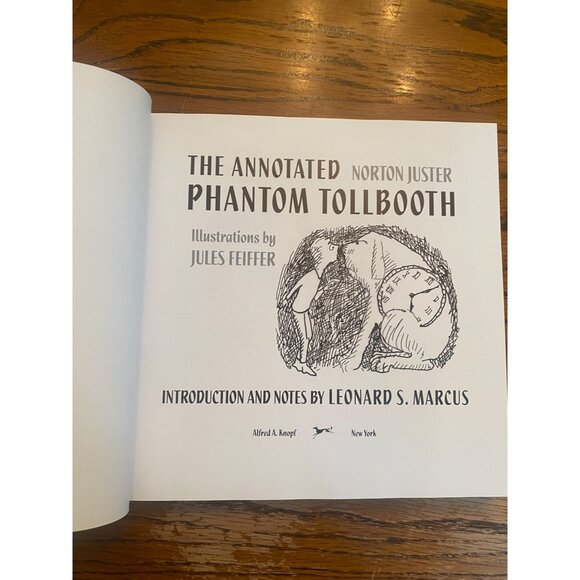 THE ANNOTATED NORTON JUSTER
PHANTOM TOLLBOOTH
Illustrations by
JULES FEIFFER
INTRODUCTION AND NOTES BY LEONARD S. MARCUS
Alfred A. Knopf New York